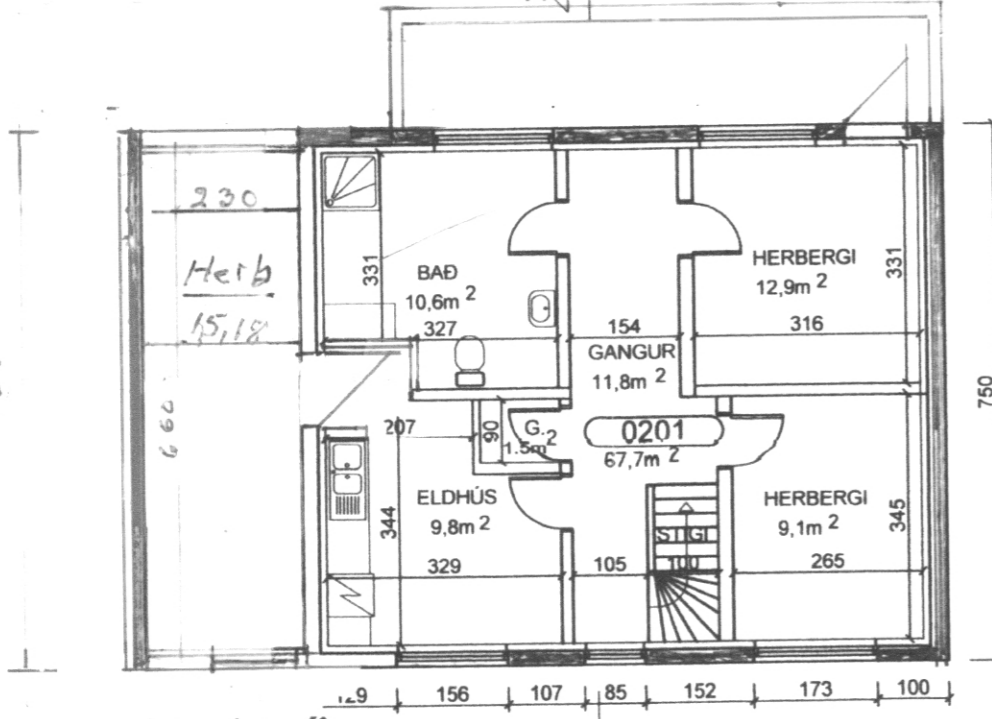 230
Herb
15,18
660
331
BAÐ
10,6m 2
327
154
GANGUR
11,8m 2
HERBERGI
12,9m 2
331
316
750
207
90
G.
1.5m 2
0201
67,7m 2
ELDHÚS
9,8m 2
344
329
105
STIGI
100
HERBERGI
9,1m 2
345
265
156
107
85
152
173
100